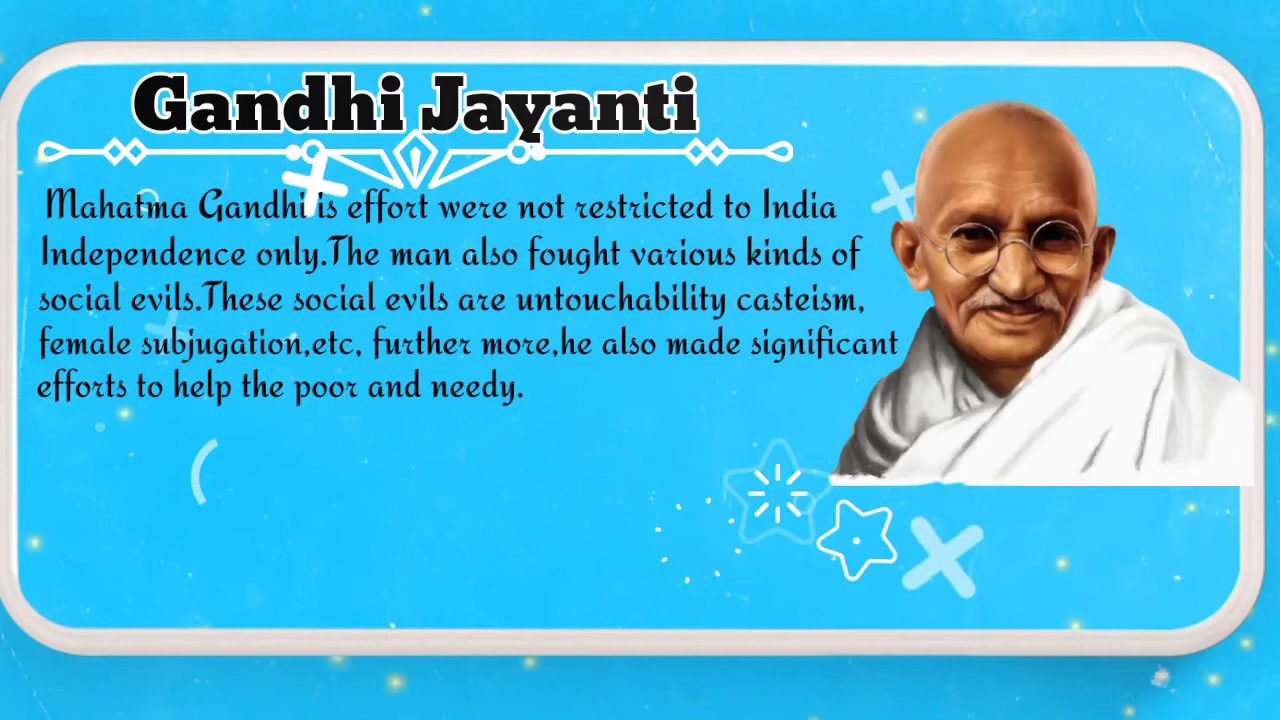 Gandhi Jayanti
Mahatma Gandhi is effort were not restricted to India
Independence only.The man also fought various kinds of
social evils.These social evils are untouchability casteism,
female subjugation,etc, further more,he also made significant
efforts to help the poor and needy.